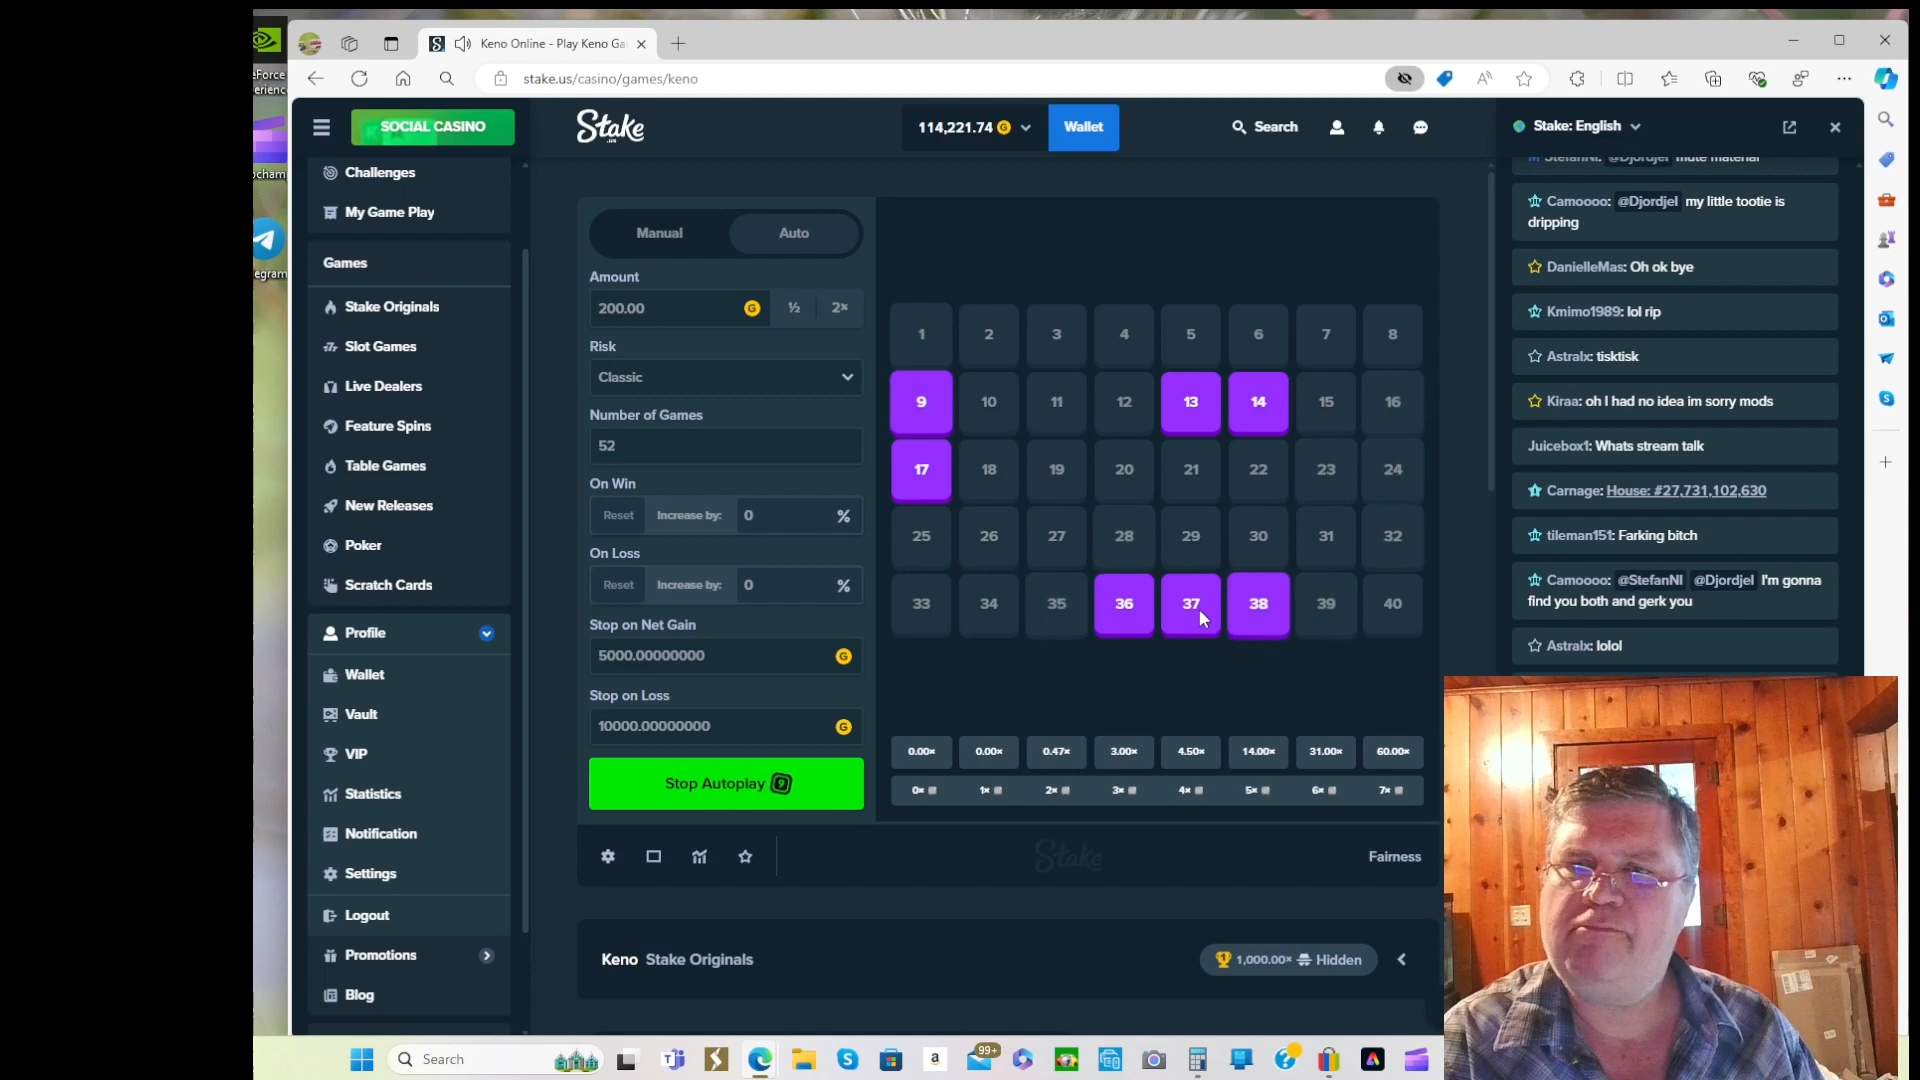 Keno Online - Play Keno Ga
stake.us/casino/games/keno
eForce
erience
ochamp
egram
SOCIAL CASINO
Challenges
My Game Play
Games
Stake Originals
Slot Games
Live Dealers
Feature Spins
Table Games
New Releases
Poker
Scratch Cards
Profile
Wallet
Vault
VIP
Statistics
Notification
Settings
Logout
Promotions
Blog
Stake
.US
114,221.74
Wallet
Search
Manual
Auto
Amount
200.00
½
2×
Risk
Classic
Number of Games
52
On Win
Reset Increase by: 0 %
On Loss
Reset Increase by: 0 %
Stop on Net Gain
5000.00000000
Stop on Loss
10000.00000000
Stop Autoplay
1 2 3 4 5 6 7 8
9 10 11 12 13 14 15 16
17 18 19 20 21 22 23 24
25 26 27 28 29 30 31 32
33 34 35 36 37 38 39 40
0.00× 0.00× 0.47× 3.00× 4.50× 14.00× 31.00× 60.00×
0× 1× 2× 3× 4× 5× 6× 7×
Stake
Fairness
Keno Stake Originals
1,000.00× Hidden
Stake: English
StefanNl: @Djordjel mute material
Camoooo: @Djordjel my little tootie is
dripping
DanielleMas: Oh ok bye
Kmimo1989: lol rip
Astralx: tisktisk
Kiraa: oh I had no idea im sorry mods
Juicebox1: Whats stream talk
Carnage: House: #27,731,102,630
tileman151: Farking bitch
Camoooo: @StefanNl @Djordjel I'm gonna
find you both and gerk you
Astralx: lolol
Search
99+